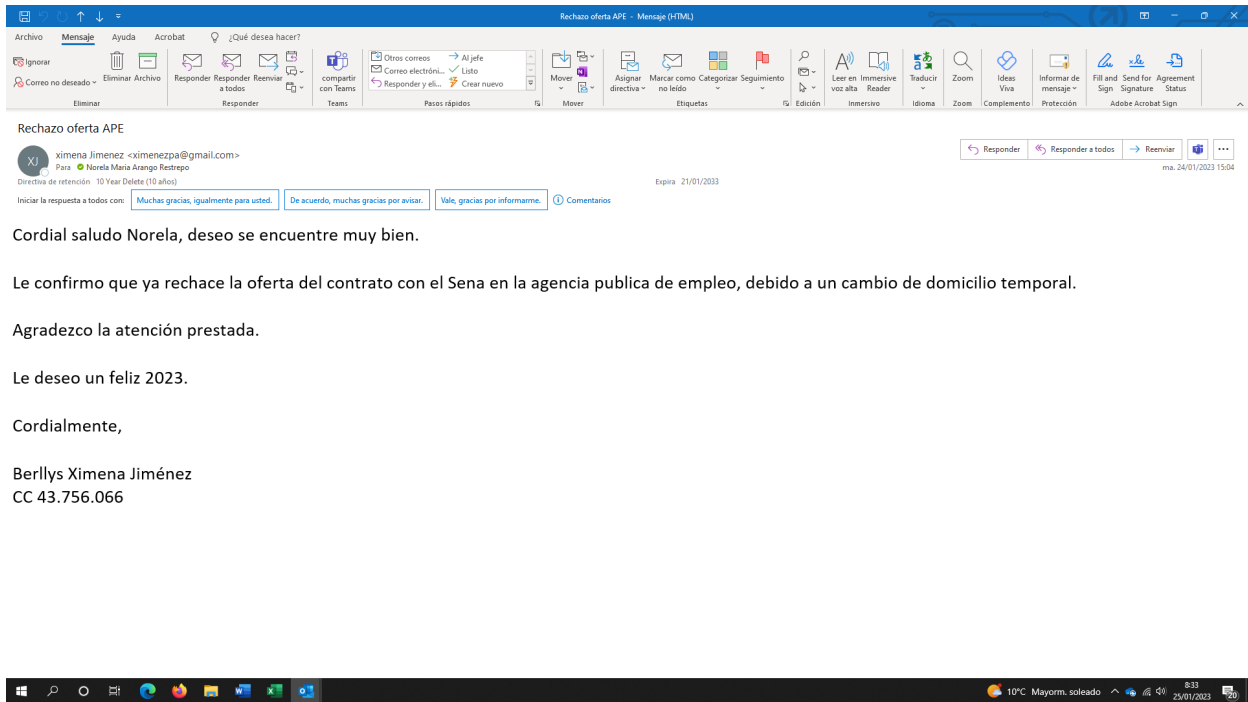 Rechazo oferta APE - Mensaje (HTML)
Archivo Mensaje Ayuda Acrobat ¿Qué desea hacer?
Ignorar
Correo no deseado
Eliminar Archivo
Responder Responder a todos Reenviar
compartir con Teams
Otros correos Al jefe
Correo electróni... Listo
Responder y eli... Crear nuevo
Mover
Asignar directiva Marcar como no leído Categorizar Seguimiento
Leer en voz alta Immersive Reader
Traducir
Zoom
Ideas Viva
Informar de mensaje
Fill and Sign Send for Signature Agreement Status
Eliminar Responder Teams Pasos rápidos Mover Etiquetas Edición Inmersivo Idioma Zoom Complemento Protección Adobe Acrobat Sign
Rechazo oferta APE
XJ
ximena Jimenez <ximenezpa@gmail.com>
Para Norela Maria Arango Restrepo
Responder Responder a todos Reenviar
ma. 24/01/2023 15:04
Directiva de retención 10 Year Delete (10 años) Expira 21/01/2033
Iniciar la respuesta a todos con: Muchas gracias, igualmente para usted. De acuerdo, muchas gracias por avisar. Vale, gracias por informarme. Comentarios
Cordial saludo Norela, deseo se encuentre muy bien.
Le confirmo que ya rechace la oferta del contrato con el Sena en la agencia publica de empleo, debido a un cambio de domicilio temporal.
Agradezco la atención prestada.
Le deseo un feliz 2023.
Cordialmente,
Berllys Ximena Jiménez
CC 43.756.066
10°C Mayorm. soleado
8:33
25/01/2023
20